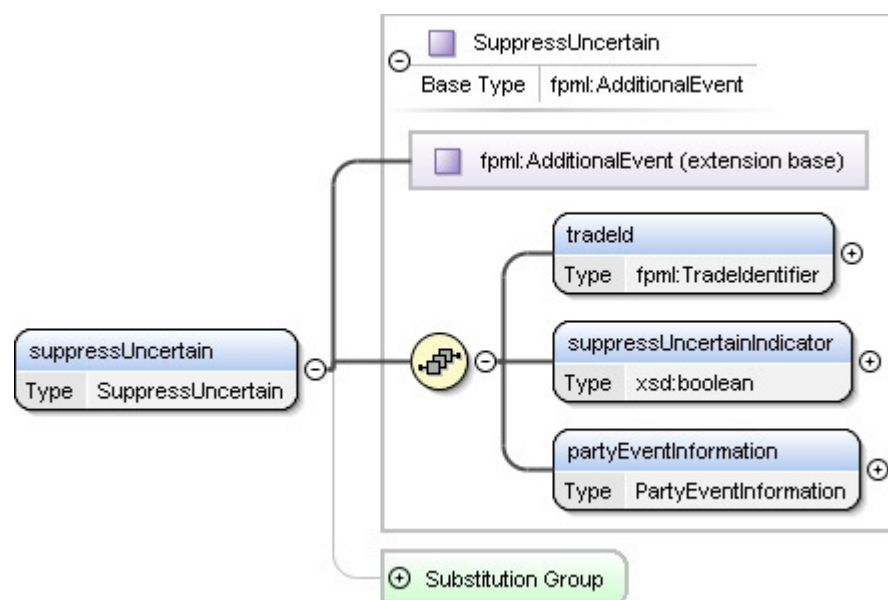 SuppressUncertain
Base Type fpml:AdditionalEvent
fpml:AdditionalEvent (extension base)
tradeId
Type fpml:TradeIdentifier
suppressUncertain
Type SuppressUncertain
suppressUncertainIndicator
Type xsd:boolean
partyEventInformation
Type PartyEventInformation
Substitution Group